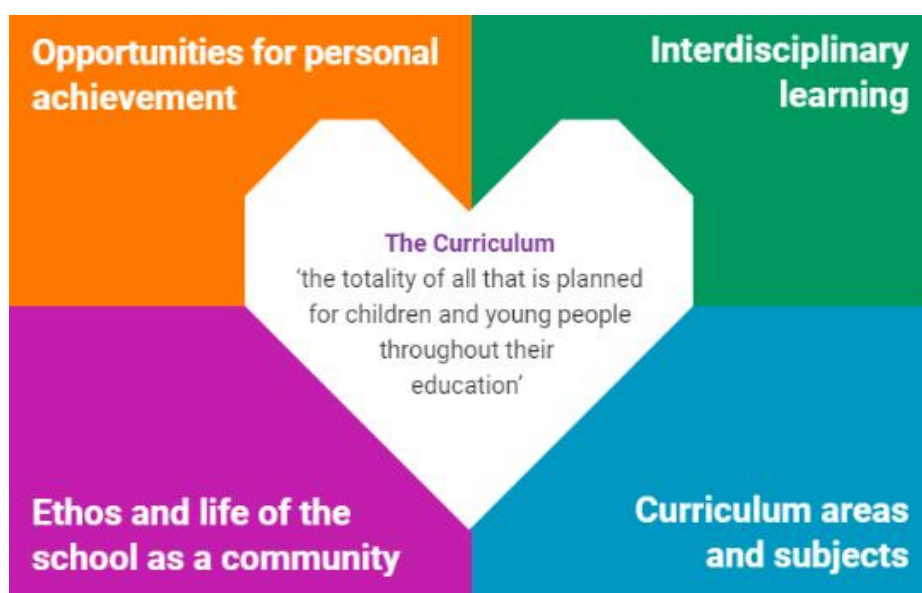 Opportunities for personal
achievement
Interdisciplinary
learning
The Curriculum
‘the totality of all that is planned
for children and young people
throughout their
education’
Ethos and life of the
school as a community
Curriculum areas
and subjects